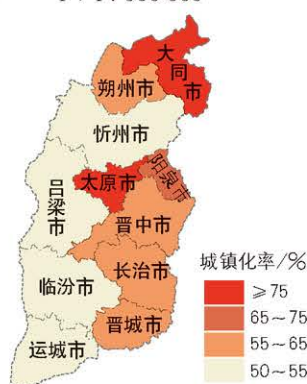 大同市
朔州市
忻州市
阳泉市
太原市
吕梁市
晋中市
长治市
临汾市
晋城市
运城市
城镇化率/%
≥75
65～75
55～65
50～55